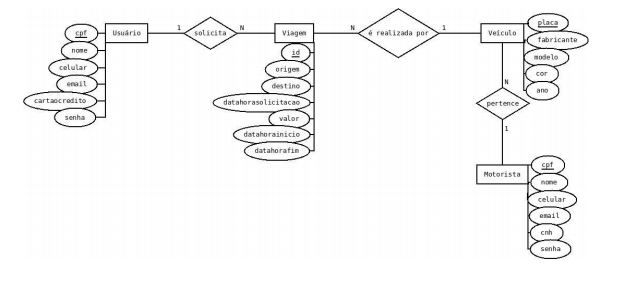 Usuário
cpf
nome
celular
email
cartaocredito
senha
1
solicita
N
Viagem
id
origem
destino
datahorasolicitacao
valor
datahorainicio
datahorafim
N
é realizada por
1
Veículo
placa
fabricante
modelo
cor
ano
N
pertence
1
Motorista
cpf
nome
celular
email
cnh
senha